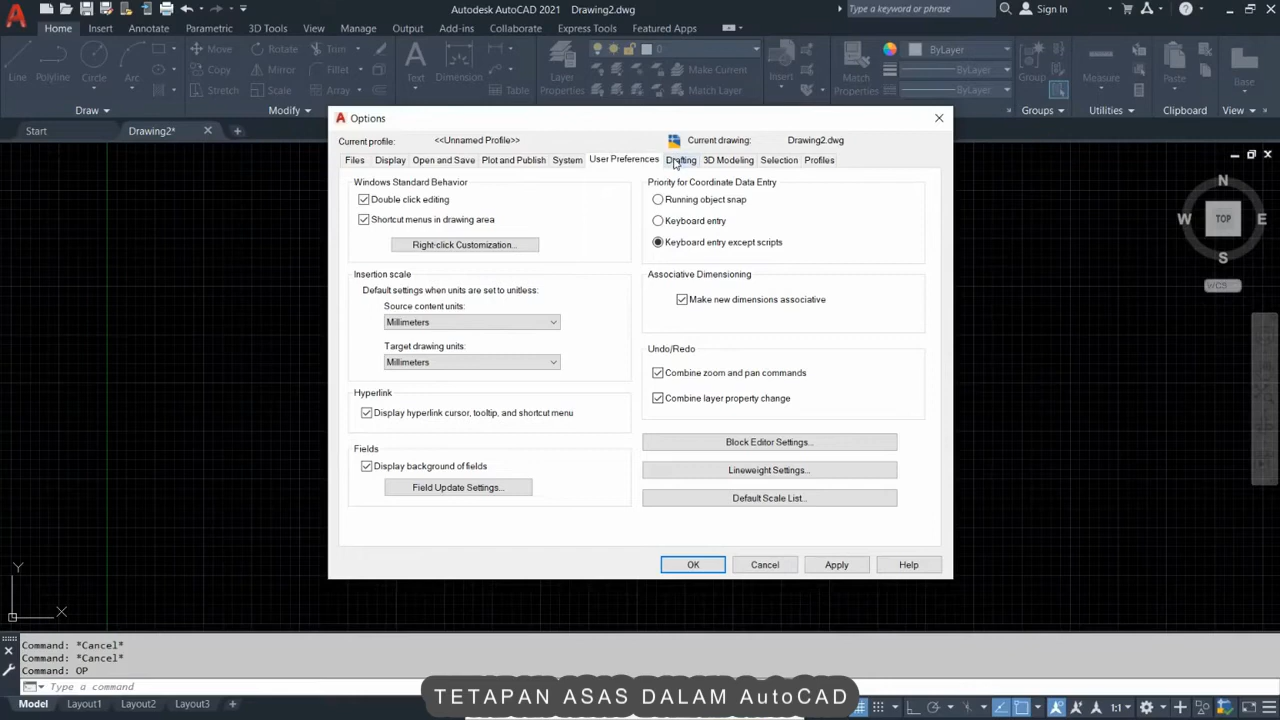 Autodesk AutoCAD 2021 Drawing2.dwg
Type a keyword or phrase
Sign In
Home Insert Annotate Parametric 3D Tools View Manage Output Add-ins Collaborate Express Tools Featured Apps
Line Polyline Circle Arc
Move Rotate Trim
Copy Mirror Fillet
Stretch Scale Array
Text Dimension
Linear
Leader
Table
Layer Properties
0
Make Current
Match Layer
Insert
Match Properties
ByLayer
ByLayer
ByLayer
Group
Measure
Paste
Base
Draw Modify Groups Utilities Clipboard View
Start Drawing2*
Options
Current profile: <<Unnamed Profile>> Current drawing: Drawing2.dwg
Files Display Open and Save Plot and Publish System User Preferences Drafting 3D Modeling Selection Profiles
Windows Standard Behavior
Double click editing
Shortcut menus in drawing area
Right-click Customization...
Insertion scale
Default settings when units are set to unitless:
Source content units:
Millimeters
Target drawing units:
Millimeters
Hyperlink
Display hyperlink cursor, tooltip, and shortcut menu
Fields
Display background of fields
Field Update Settings...
Priority for Coordinate Data Entry
Running object snap
Keyboard entry
Keyboard entry except scripts
Associative Dimensioning
Make new dimensions associative
Undo/Redo
Combine zoom and pan commands
Combine layer property change
Block Editor Settings...
Lineweight Settings...
Default Scale List...
OK Cancel Apply Help
N
W TOP E
S
WCS
Y
X
Command: *Cancel*
Command: *Cancel*
Command: OP
Type a command
TETAPAN ASAS DALAM AutoCAD
Model Layout1 Layout2 Layout3